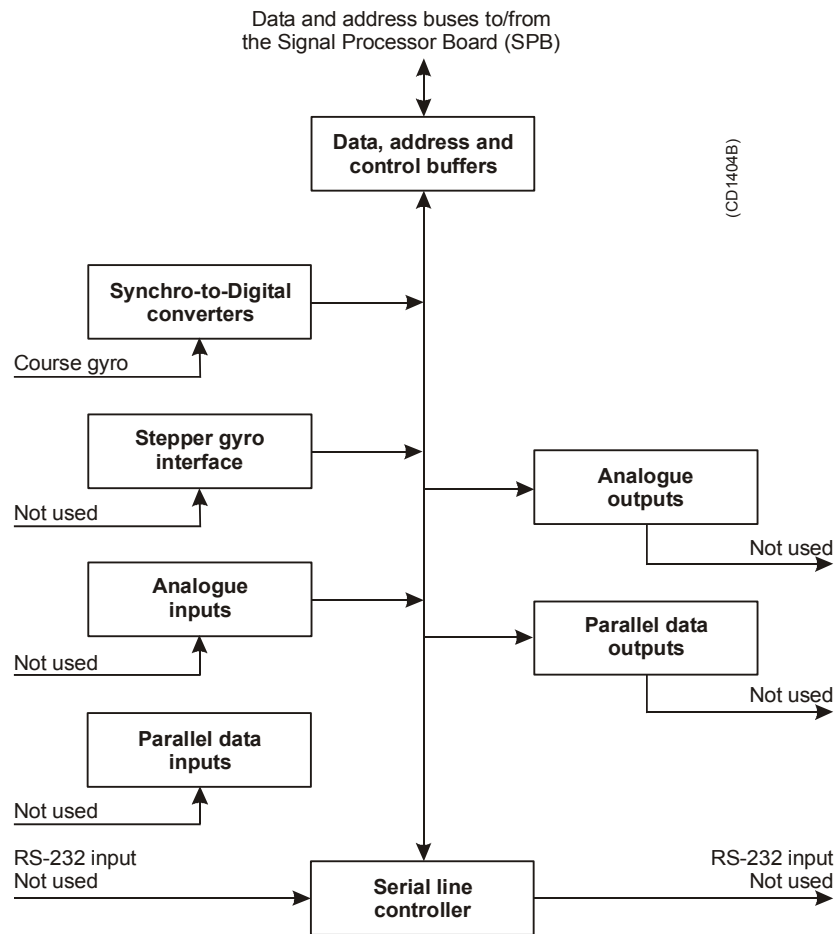 Data and address buses to/from
the Signal Processor Board (SPB)
Data, address and
control buffers
(CD1404B)
Synchro-to-Digital
converters
Course gyro
Stepper gyro
interface
Not used
Analogue
outputs
Not used
Analogue
inputs
Not used
Parallel data
outputs
Not used
Parallel data
inputs
Not used
RS-232 input
Not used
Serial line
controller
RS-232 input
Not used